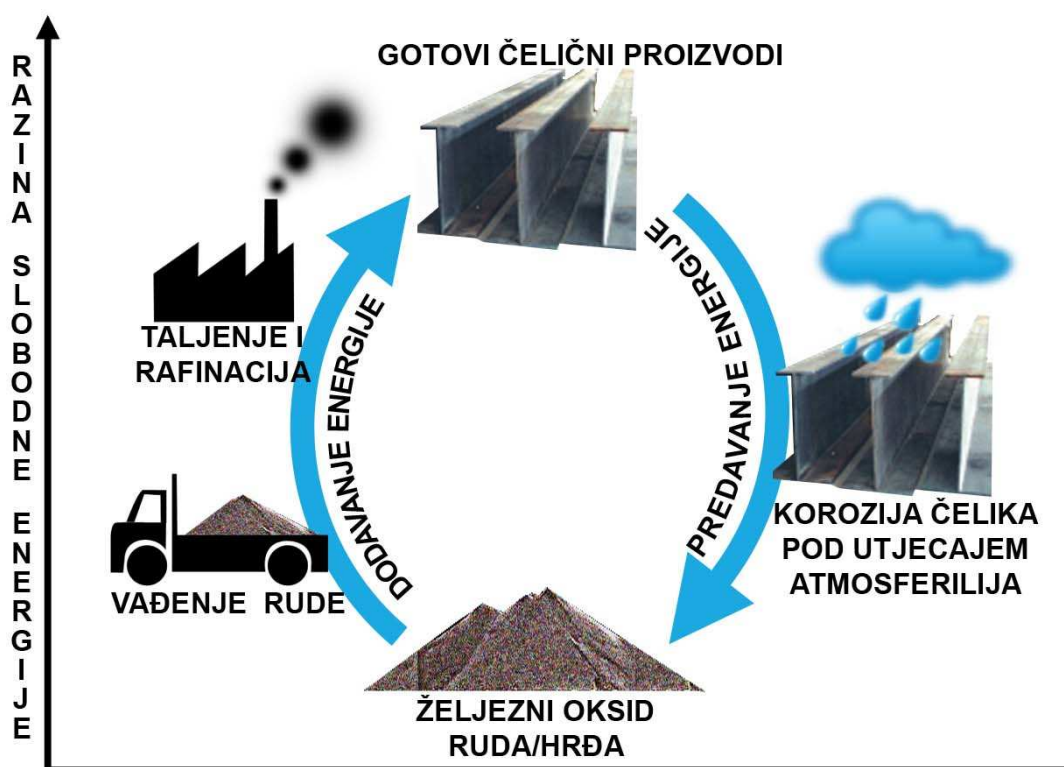 RAZINA SLOBODNE ENERGIJE
GOTOVI ČELIČNI PROIZVODI
TALJENJE I
RAFINACIJA
DODAVANJE ENERGIJE
PREDAVANJE ENERGIJE
VAĐENJE RUDE
KOROZIJA ČELIKA
POD UTJECAJEM
ATMOSFERILIJA
ŽELJEZNI OKSID
RUDA/HRĐA